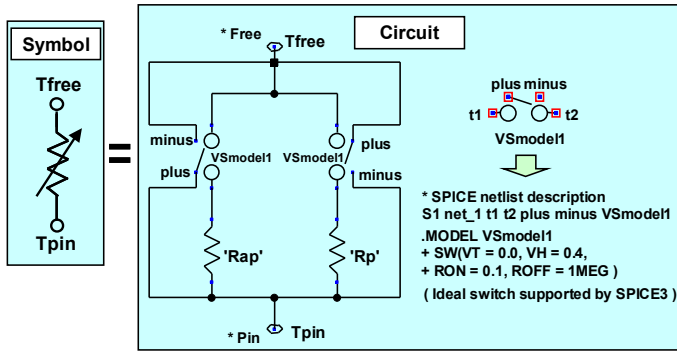 Symbol
Tfree
Tpin
=
Circuit
* Free Tfree
minus
plus
VSmodel1
VSmodel1
plus
minus
'Rap'
'Rp'
* Pin Tpin
plus minus
t1
t2
VSmodel1
* SPICE netlist description
S1 net_1 t1 t2 plus minus VSmodel1
.MODEL VSmodel1
+ SW(VT = 0.0, VH = 0.4,
+ RON = 0.1, ROFF = 1MEG )
( Ideal switch supported by SPICE3 )